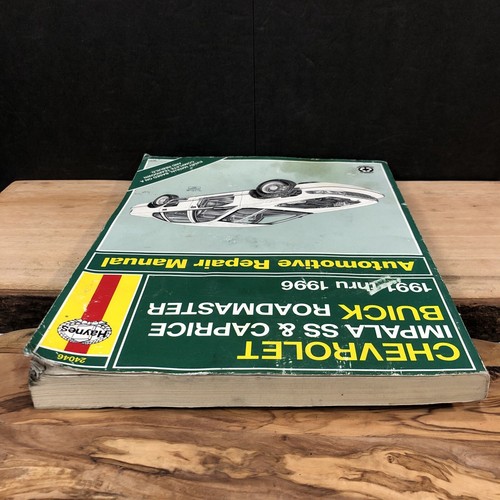 CHEVROLET
IMPALA SS & CAPRICE
BUICK ROADMASTER
1991 thru 1996
Automotive Repair Manual
Haynes
24046